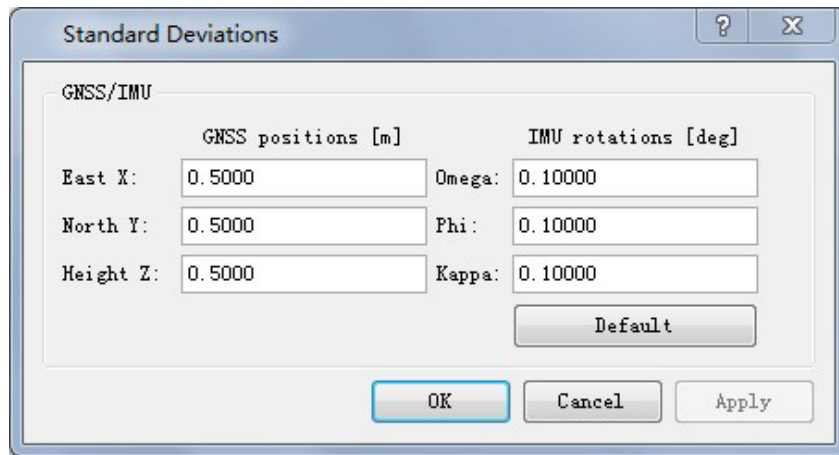 Standard Deviations
?
GNSS/IMU
GNSS positions [m] IMU rotations [deg]
East X: 0.5000 Omega: 0.10000
North Y: 0.5000 Phi: 0.10000
Height Z: 0.5000 Kappa: 0.10000
Default
OK Cancel Apply